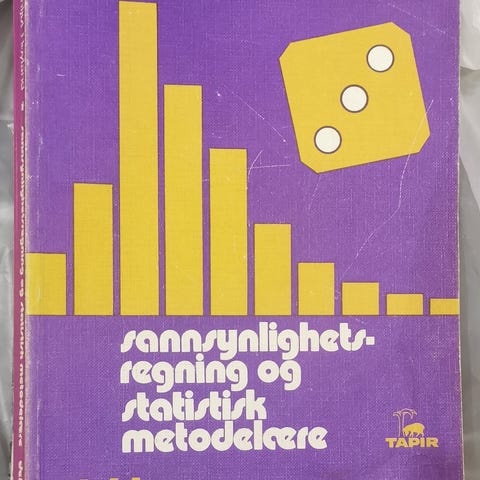 sannsynlighets-
regning og
statistisk
metodelære
TAPIR